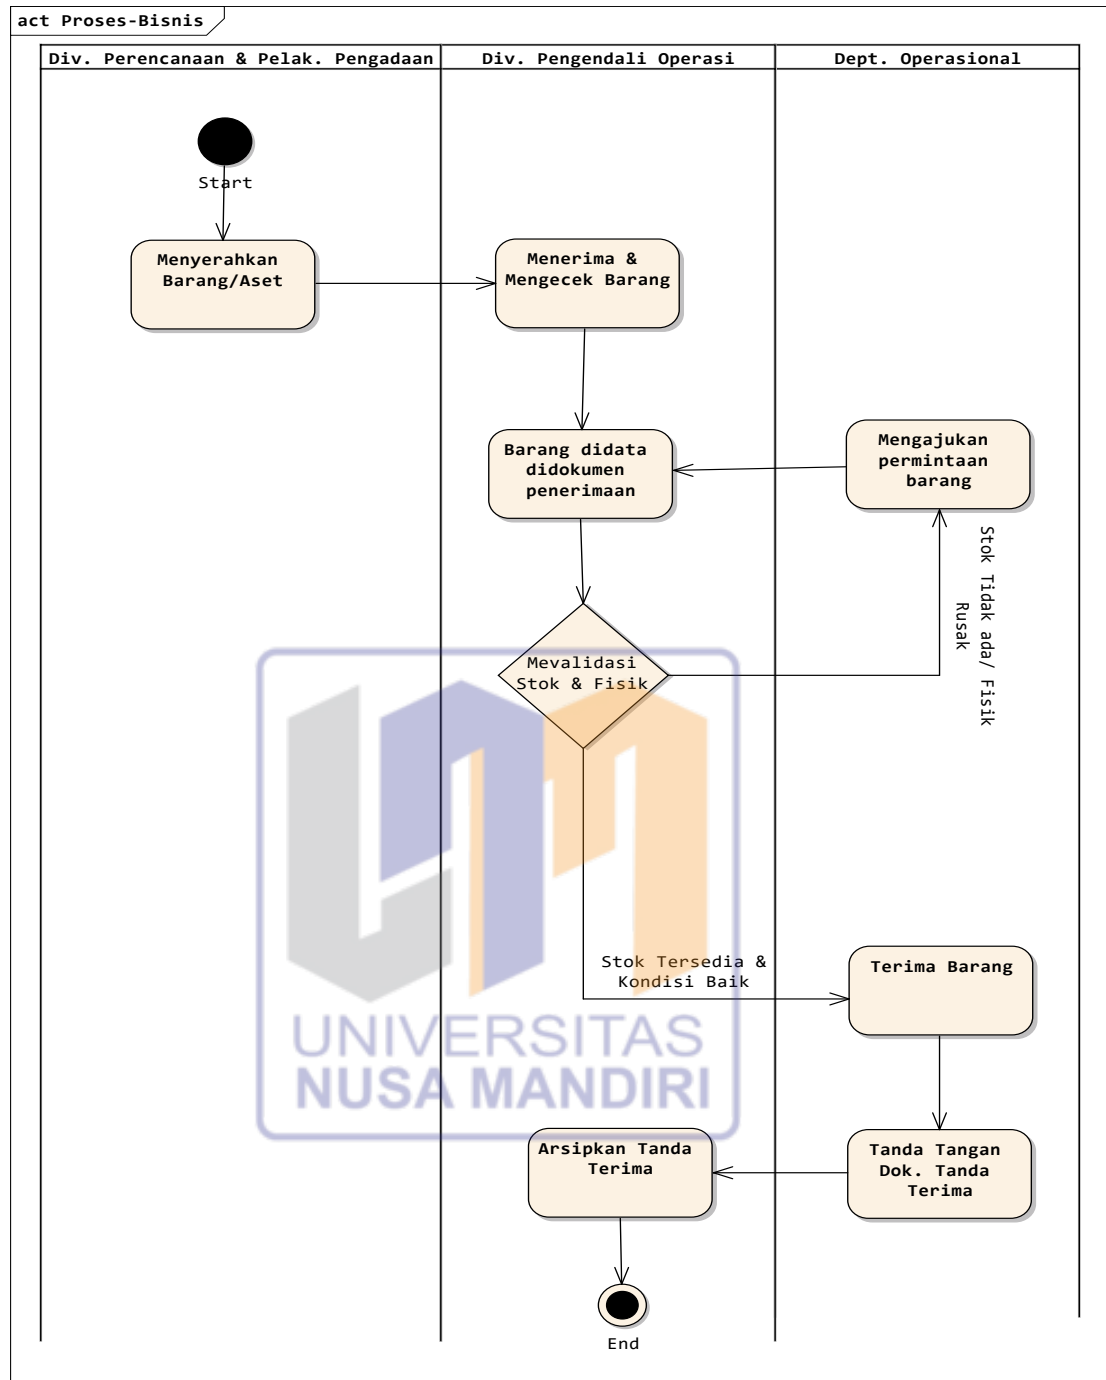 act Proses-Bisnis
Div. Perencanaan & Pelak. Pengadaan
Div. Pengendali Operasi
Dept. Operasional
Start
Menyerahkan
Barang/Aset
Menerima &
Mengecek Barang
Barang didata
didokumen
penerimaan
Mengajukan
permintaan
barang
Stok Tidak ada/ Fisik
Rusak
Mevalidasi
Stok & Fisik
Stok Tersedia &
Kondisi Baik
Terima Barang
UNIVERSITAS
NUSA MANDIRI
Arsipkan Tanda
Terima
Tanda Tangan
Dok. Tanda
Terima
End